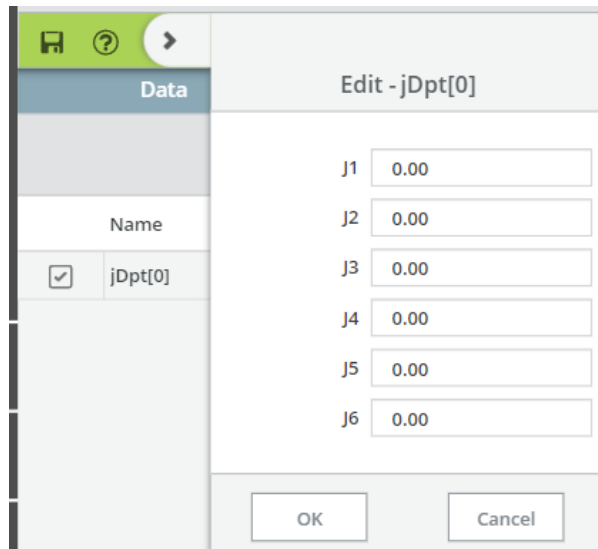 Data
Edit - jDpt[0]
J1 0.00
J2 0.00
Name
J3 0.00
jDpt[0]
J4 0.00
J5 0.00
J6 0.00
OK Cancel